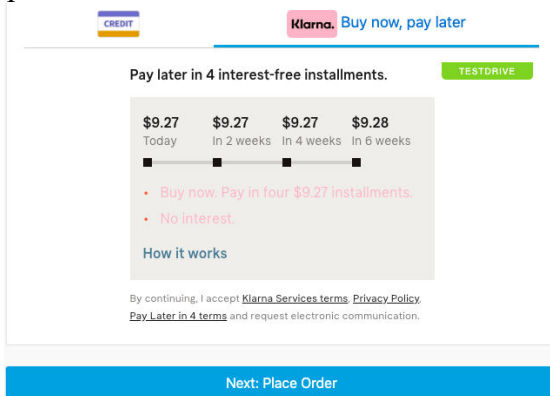 CREDIT
Klarna. Buy now, pay later
Pay later in 4 interest-free installments.
TESTDRIVE
$9.27 $9.27 $9.27 $9.28
Today In 2 weeks In 4 weeks In 6 weeks
• Buy now. Pay in four $9.27 installments.
• No interest.
How it works
By continuing, I accept Klarna Services terms, Privacy Policy,
Pay Later in 4 terms and request electronic communication.
Next: Place Order